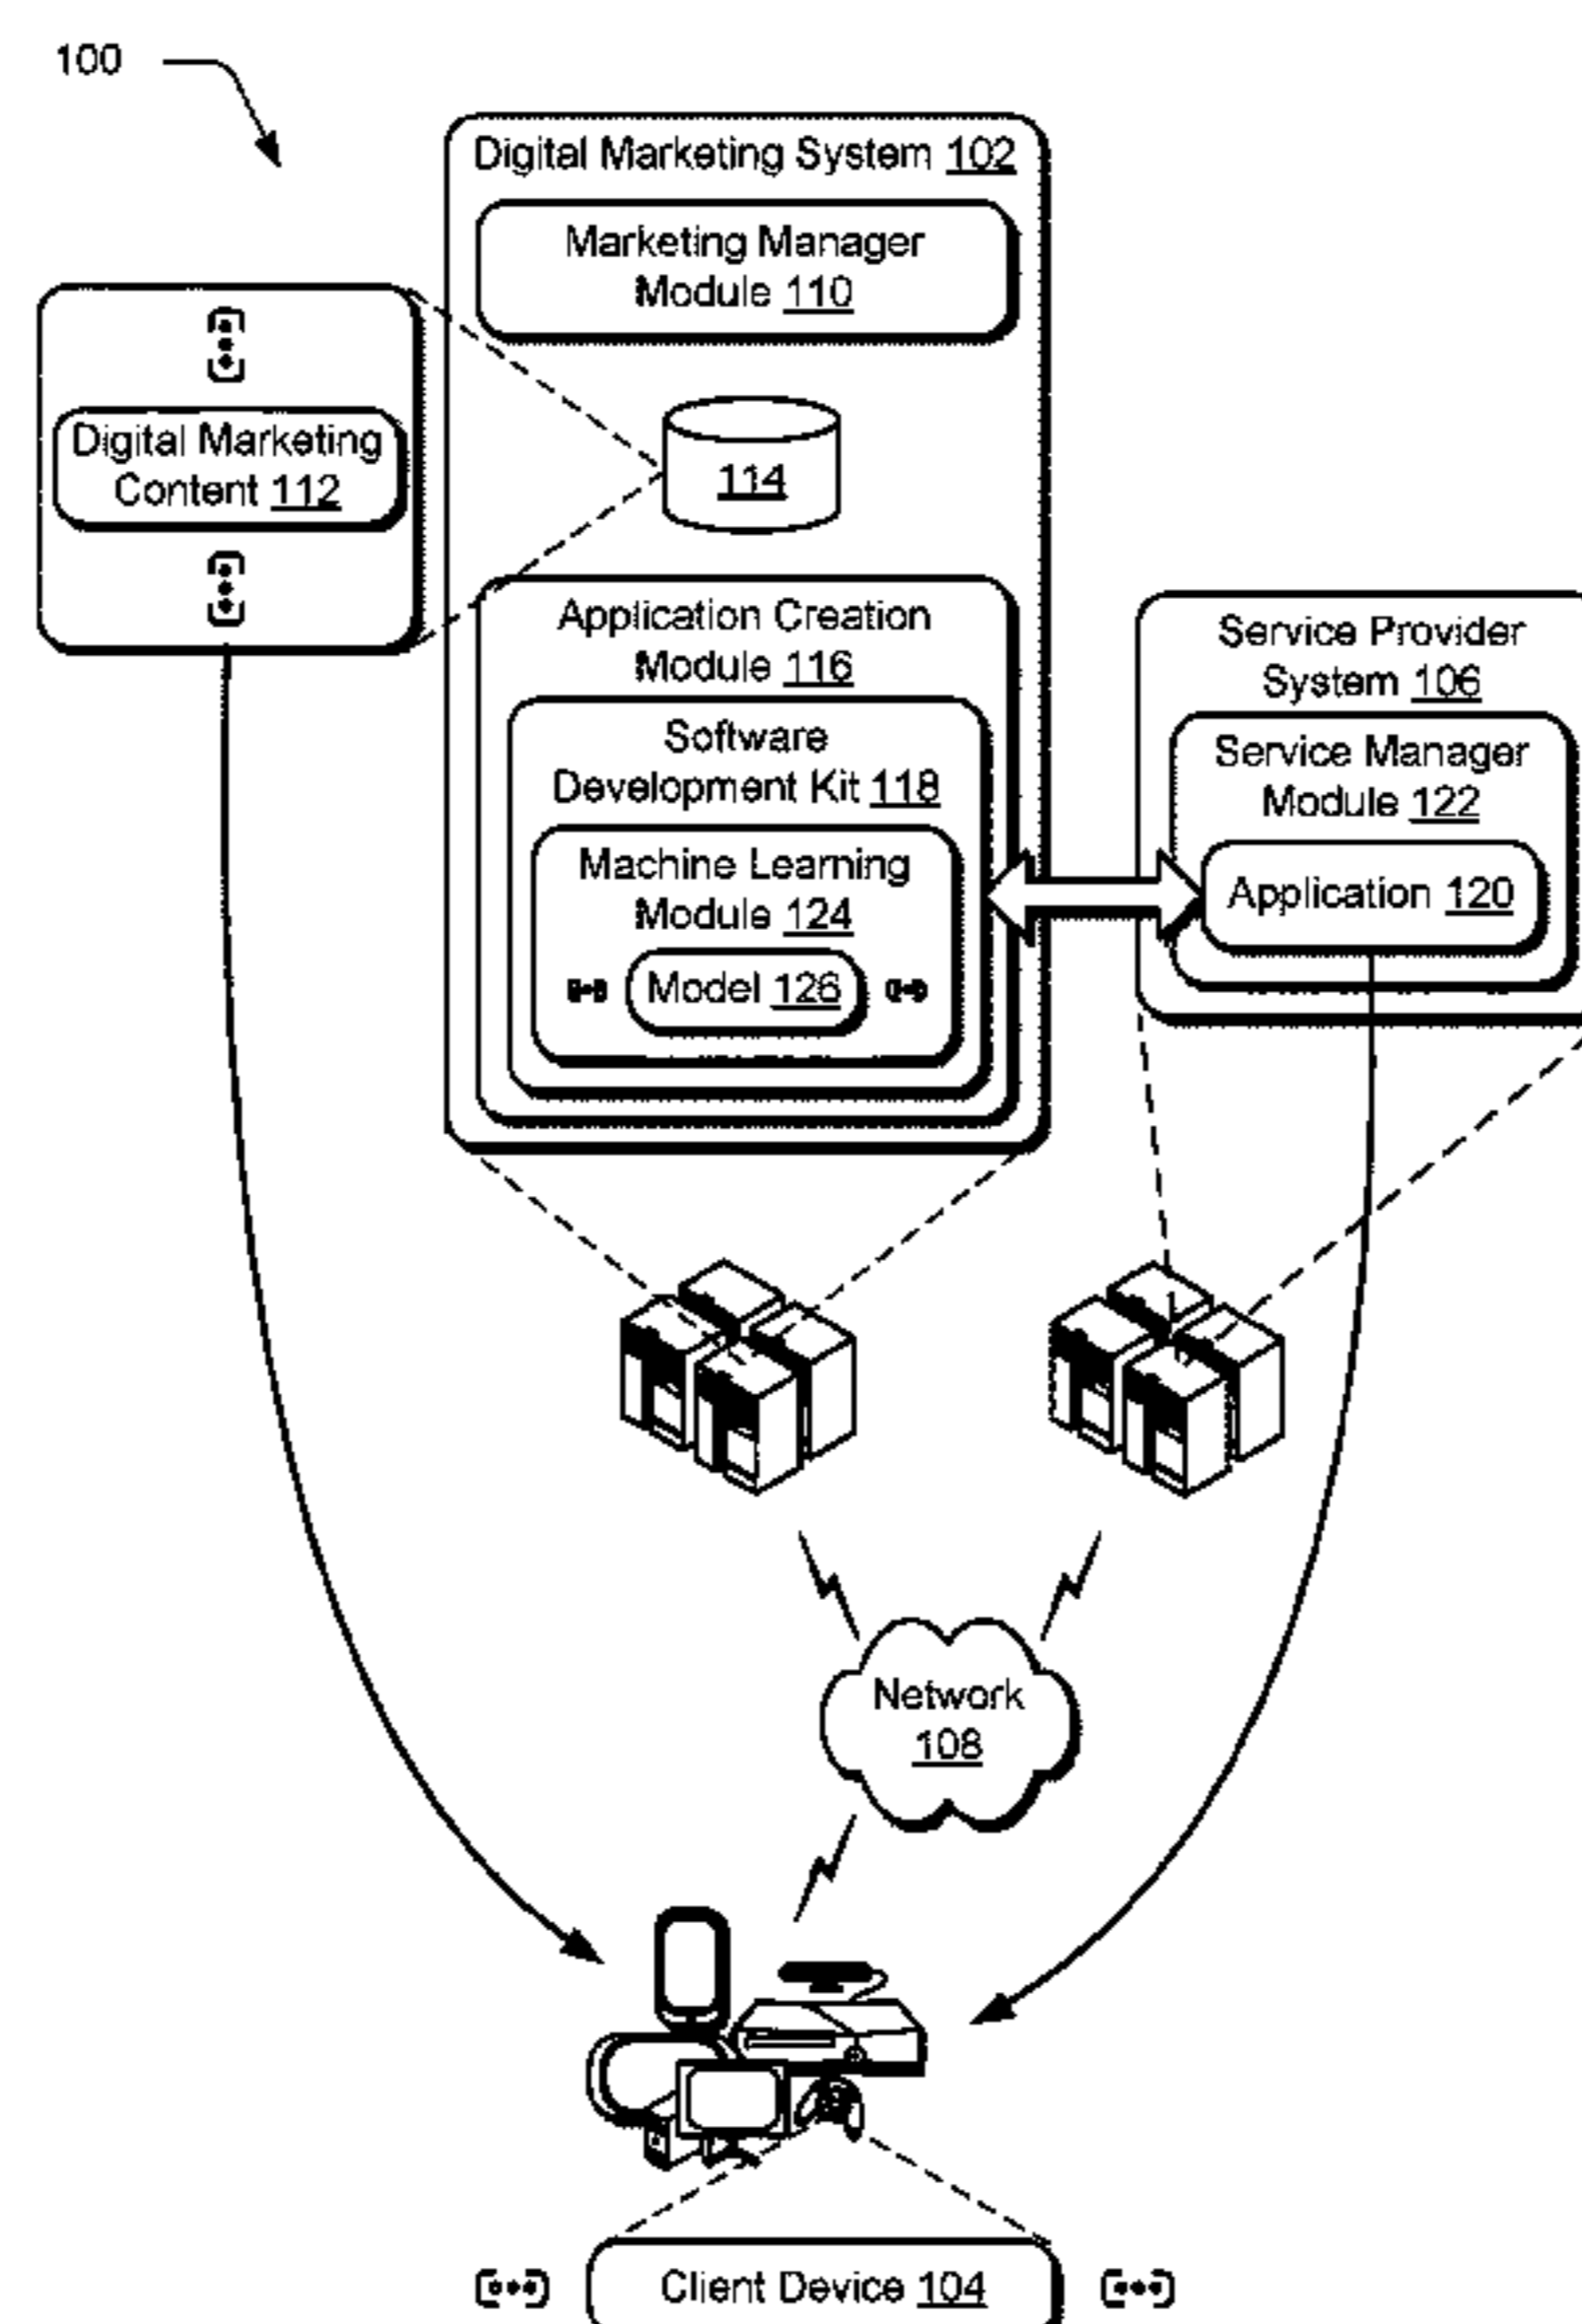 100
Digital Marketing System 102
Marketing Manager
Module 110
Digital Marketing
Content 112
114
Application Creation
Module 116
Software
Development Kit 118
Machine Learning
Module 124
Model 126
Service Provider
System 106
Service Manager
Module 122
Application 120
Network
108
Client Device 104